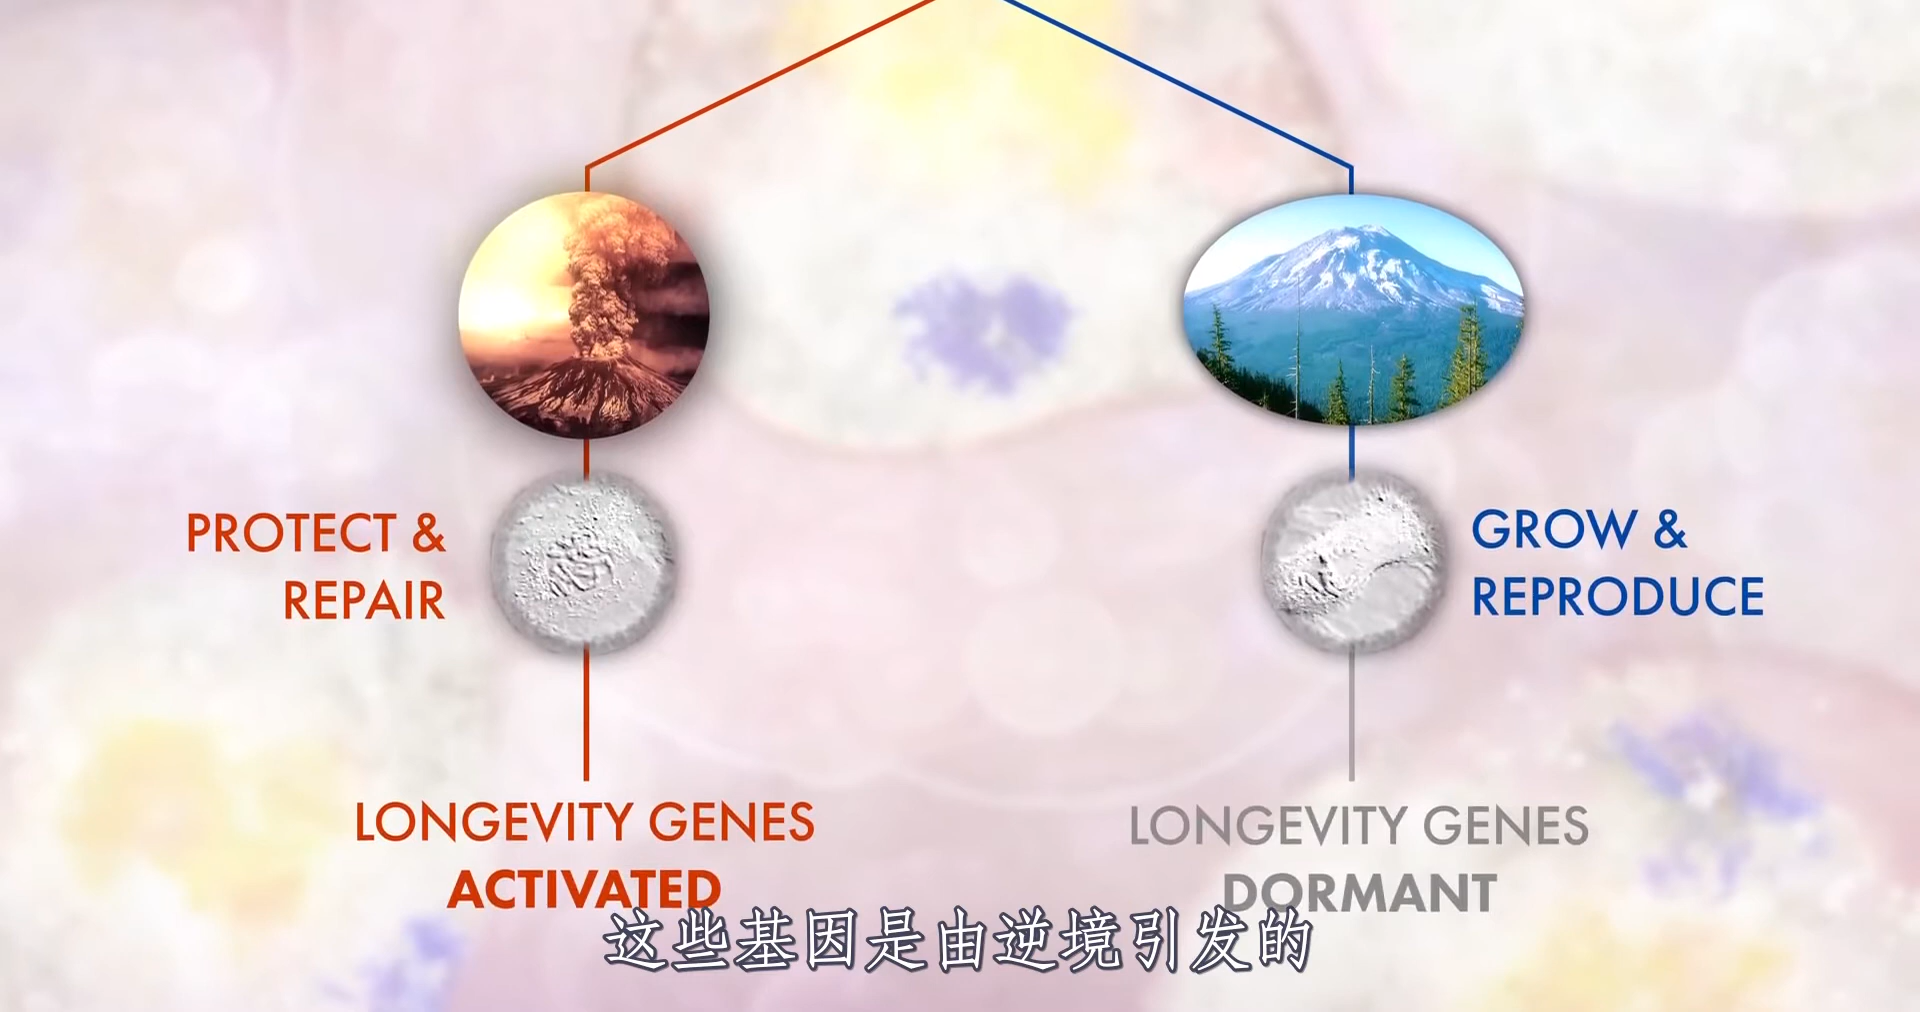 PROTECT &
REPAIR
GROW &
REPRODUCE
LONGEVITY GENES
ACTIVATED
LONGEVITY GENES
DORMANT
这些基因是由逆境引发的